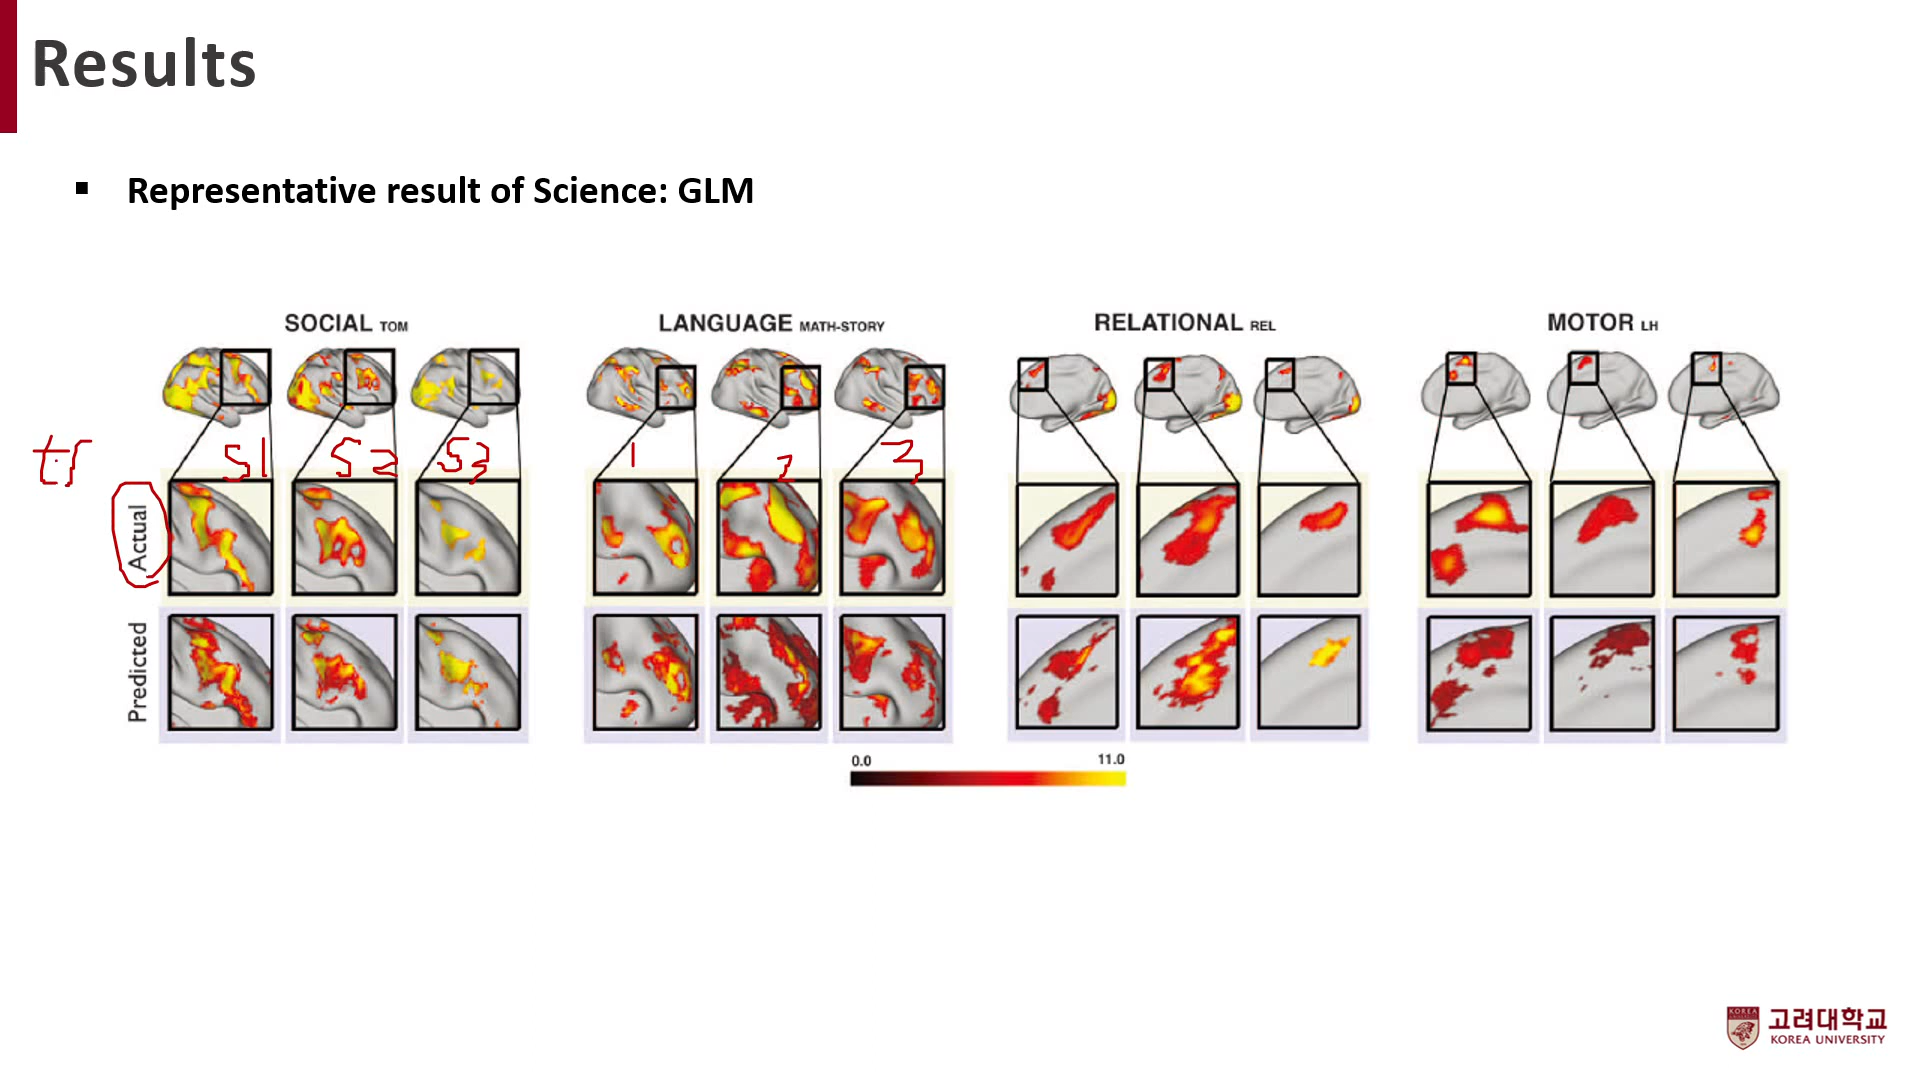 Results
▪ Representative result of Science: GLM
SOCIAL TOM
LANGUAGE MATH-STORY
RELATIONAL REL
MOTOR LH
S1 S2 S3
1 2 3
Actual
Predicted
0.0 11.0
KOREA
고려대학교
KOREA UNIVERSITY